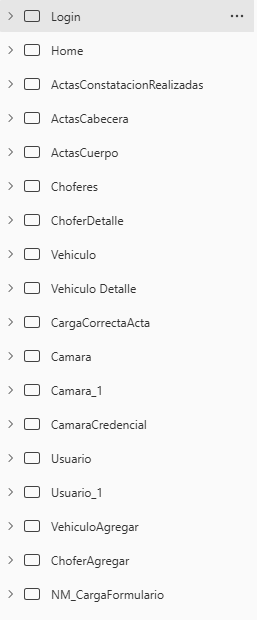 Login
Home
ActasConstatacionRealizadas
ActasCabecera
ActasCuerpo
Choferes
ChoferDetalle
Vehiculo
Vehiculo Detalle
CargaCorrectaActa
Camara
Camara_1
CamaraCredencial
Usuario
Usuario_1
VehiculoAgregar
ChoferAgregar
NM_CargaFormulario